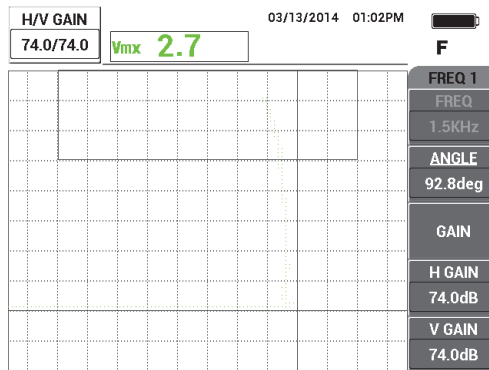 H/V GAIN
74.0/74.0
Vmx 2.7
03/13/2014 01:02PM
F
FREQ 1
FREQ
1.5KHz
ANGLE
92.8deg
GAIN
H GAIN
74.0dB
V GAIN
74.0dB